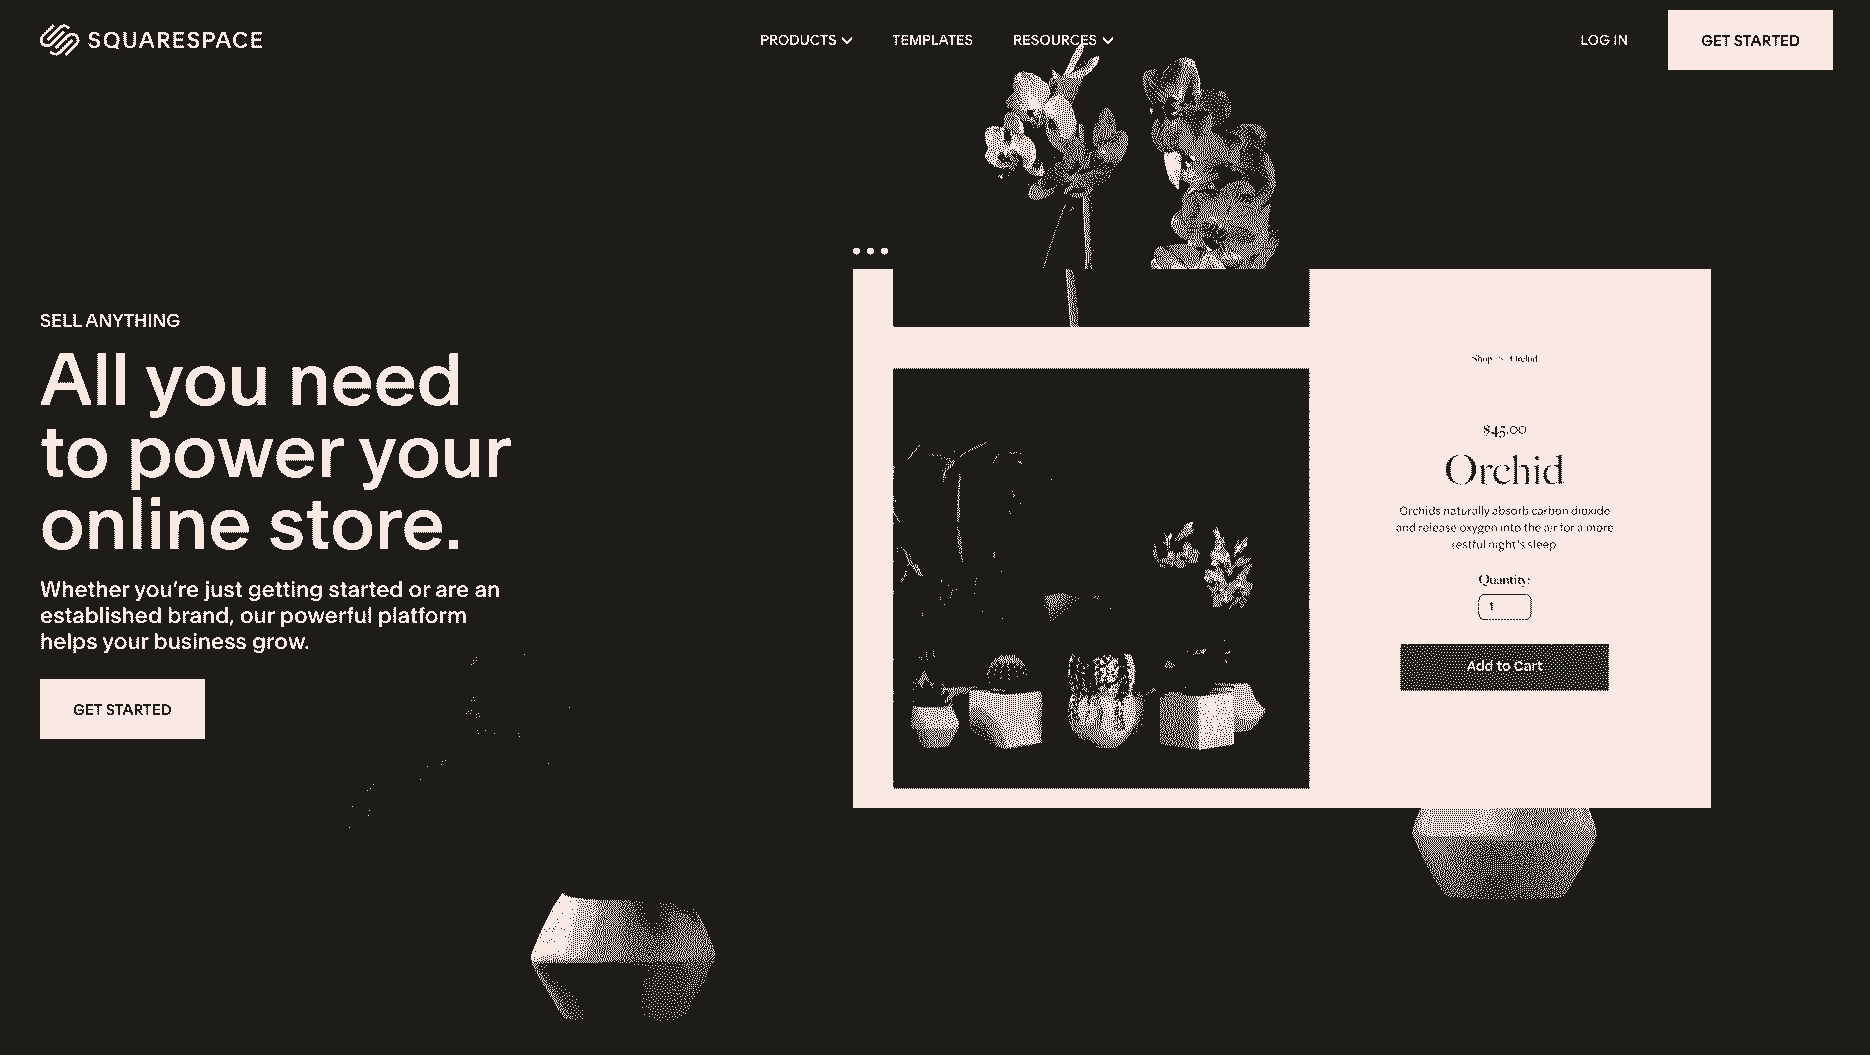 SQUARESPACE
PRODUCTS
TEMPLATES
RESOURCES
LOG IN
GET STARTED
SELL ANYTHING
All you need
to power your
online store.
Whether you're just getting started or are an
established brand, our powerful platform
helps your business grow.
GET STARTED
Shop > Orchid
$45.00
Orchid
Orchids naturally absorb carbon dioxide
and release oxygen into the air for a more
restful night's sleep
Quantity:
1
Add to Cart